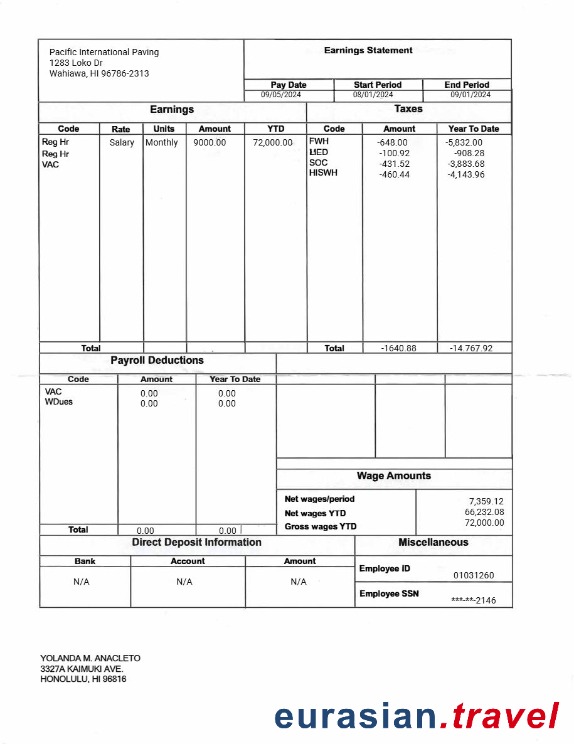 Pacific International Paving
1283 Loko Dr
Wahiawa, HI 96786-2313
Earnings Statement
Pay Date Start Period End Period
09/05/2024 08/01/2024 09/01/2024
Earnings Taxes
Code Rate Units Amount YTD Code Amount Year To Date
Reg Hr Salary Monthly 9000.00 72,000.00 FWH -648.00 -5,832.00
Reg Hr MED -100.92 -908.28
VAC SOC -431.52 -3,883.68
HISWH -460.44 -4,143.96
Total Total -1640.88 -14.767.92
Payroll Deductions
Code Amount Year To Date
VAC 0.00 0.00
WDues 0.00 0.00
Wage Amounts
Net wages/period 7,359.12
Net wages YTD 66,232.08
Gross wages YTD 72,000.00
Total 0.00 0.00
Direct Deposit Information Miscellaneous
Bank Account Amount
N/A N/A N/A
Employee ID 01031260
Employee SSN ***-**-2146
YOLANDA M. ANACLETO
3327A KAIMUKI AVE.
HONOLULU, HI 96816
eurasian.travel